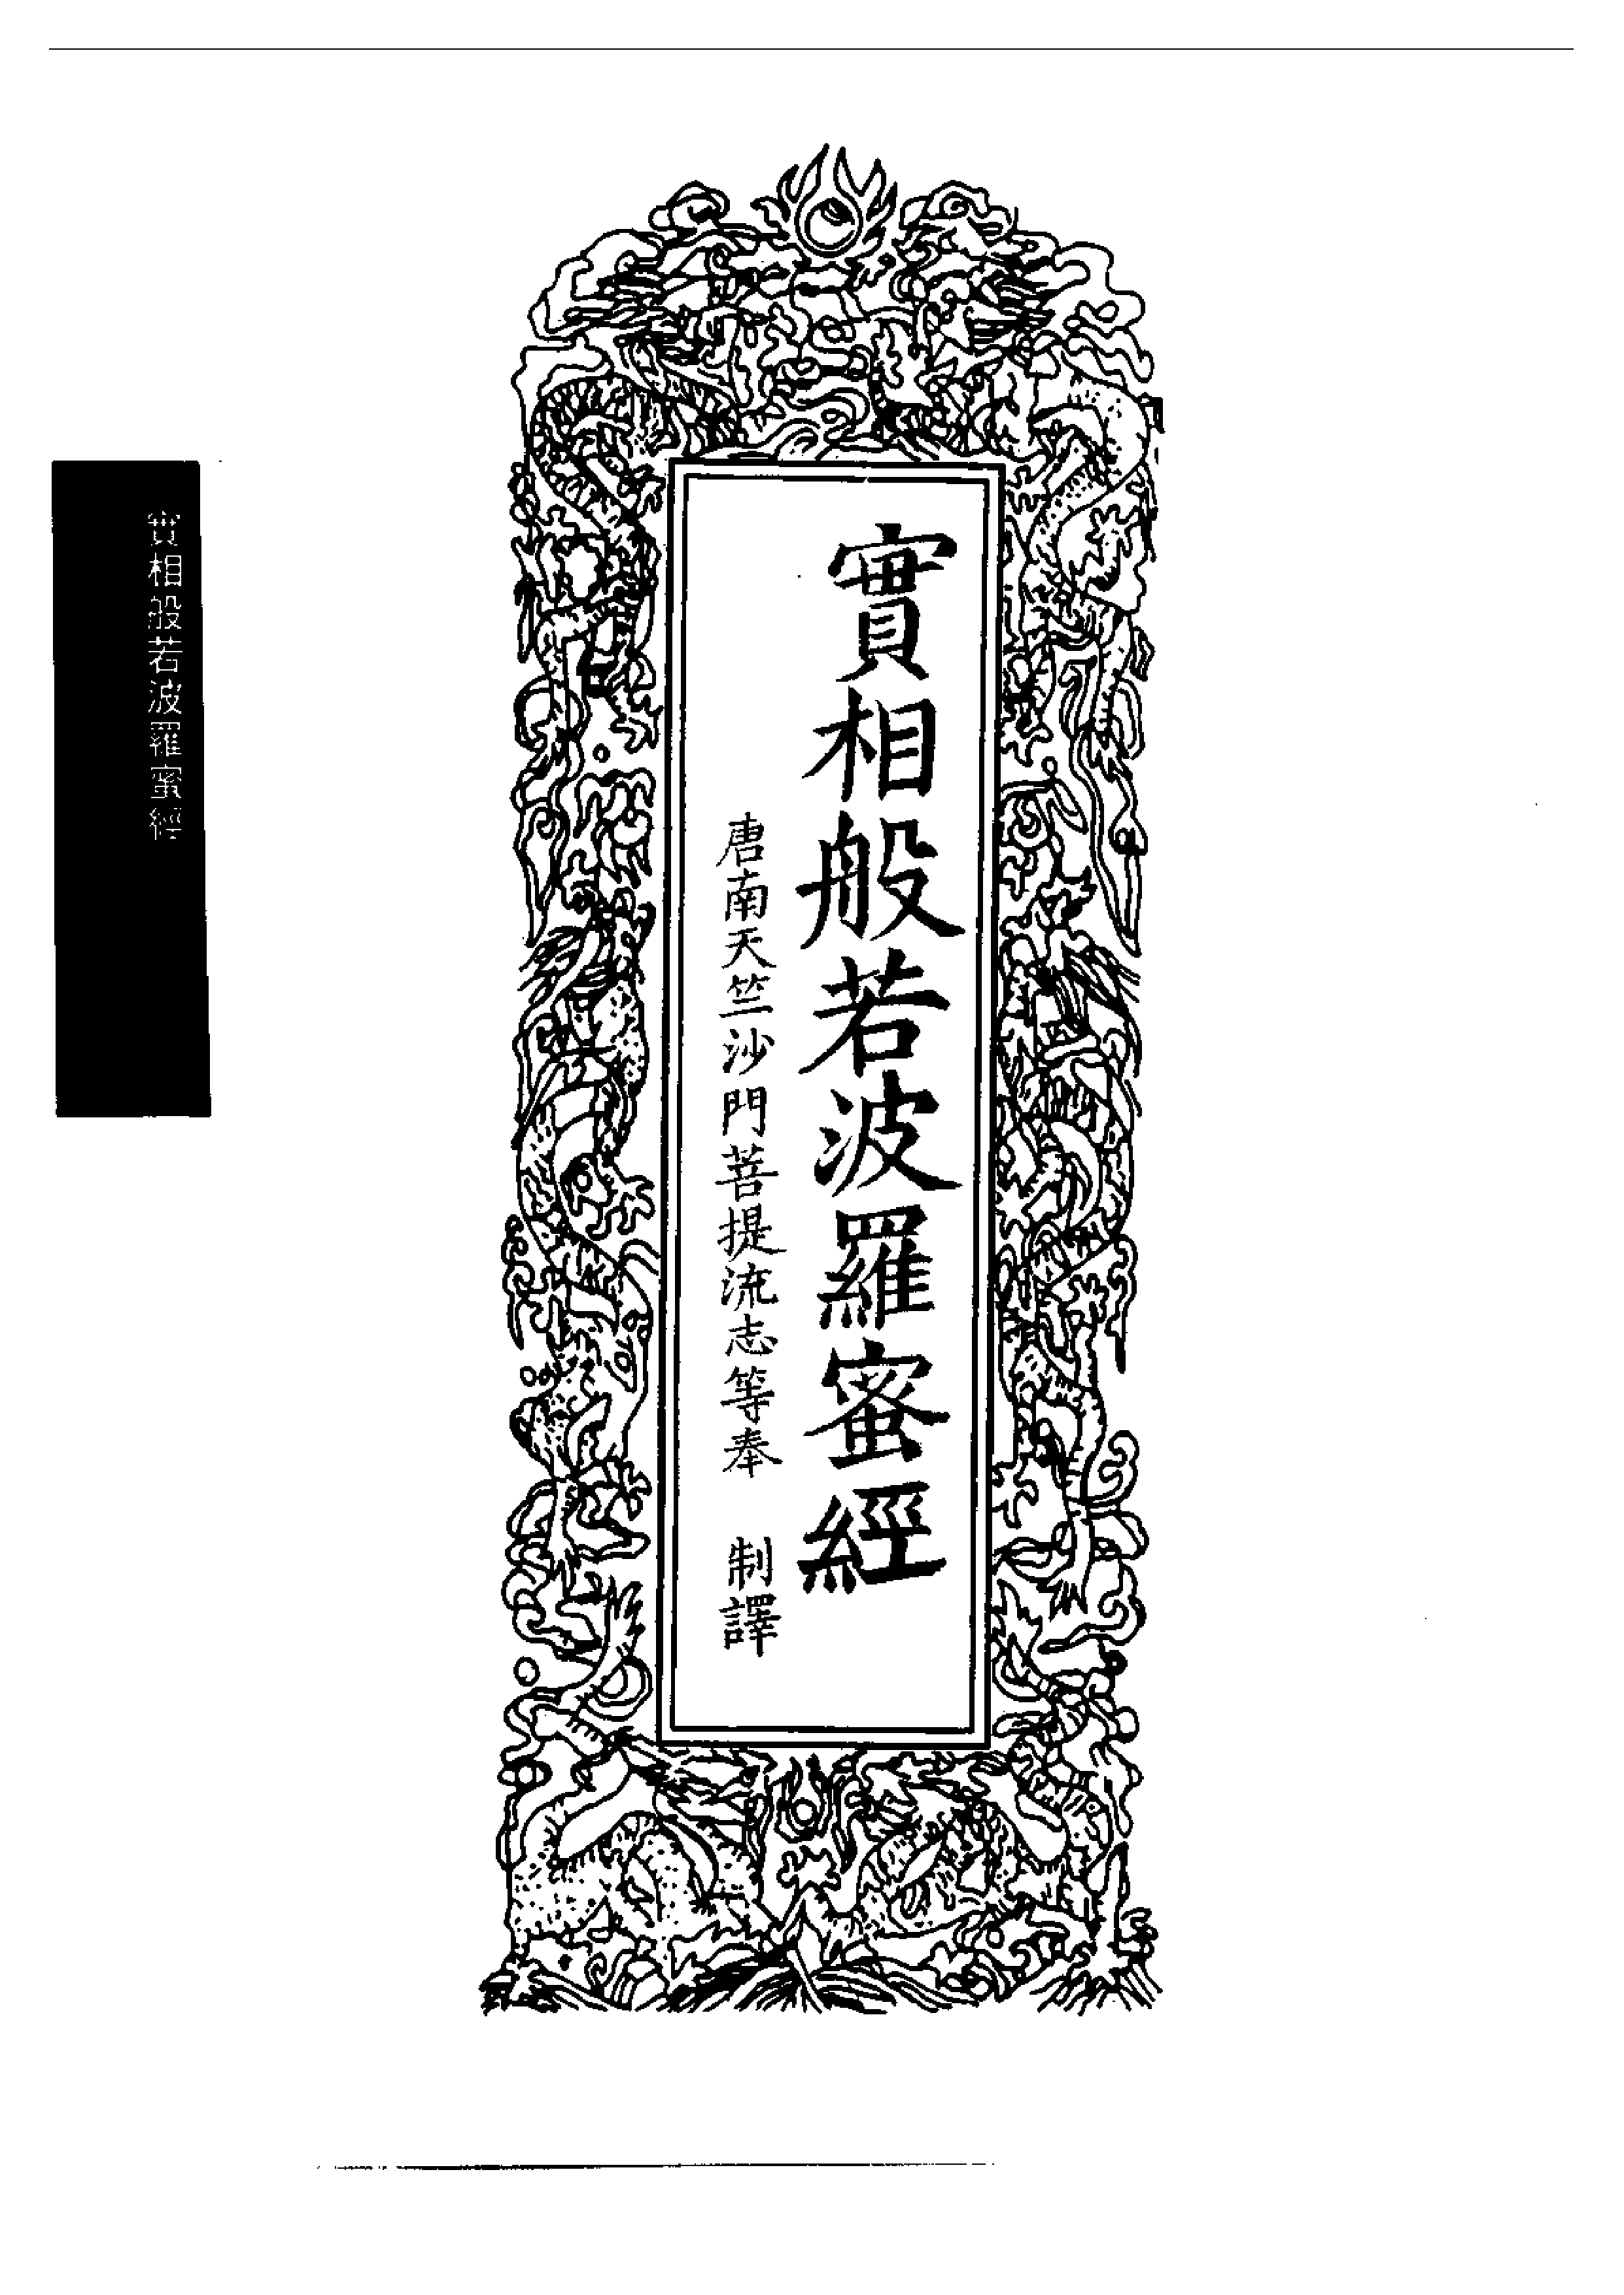 實相般若波羅蜜經
唐南天竺沙門菩提流志等奉　制譯
實相般若波羅蜜經